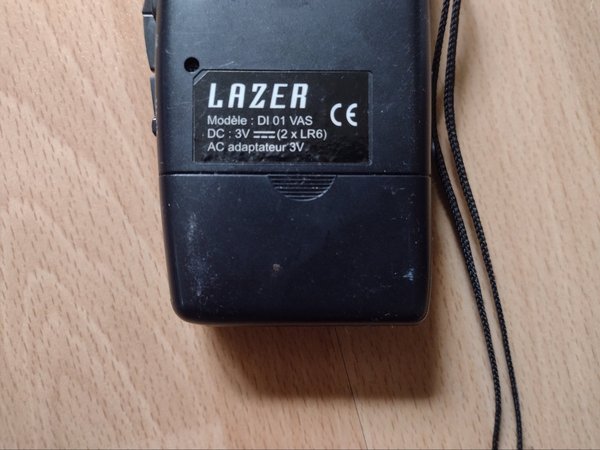 LAZER
Modèle : DI 01 VAS
DC : 3V (2 x LR6)
AC adaptateur 3V
CE